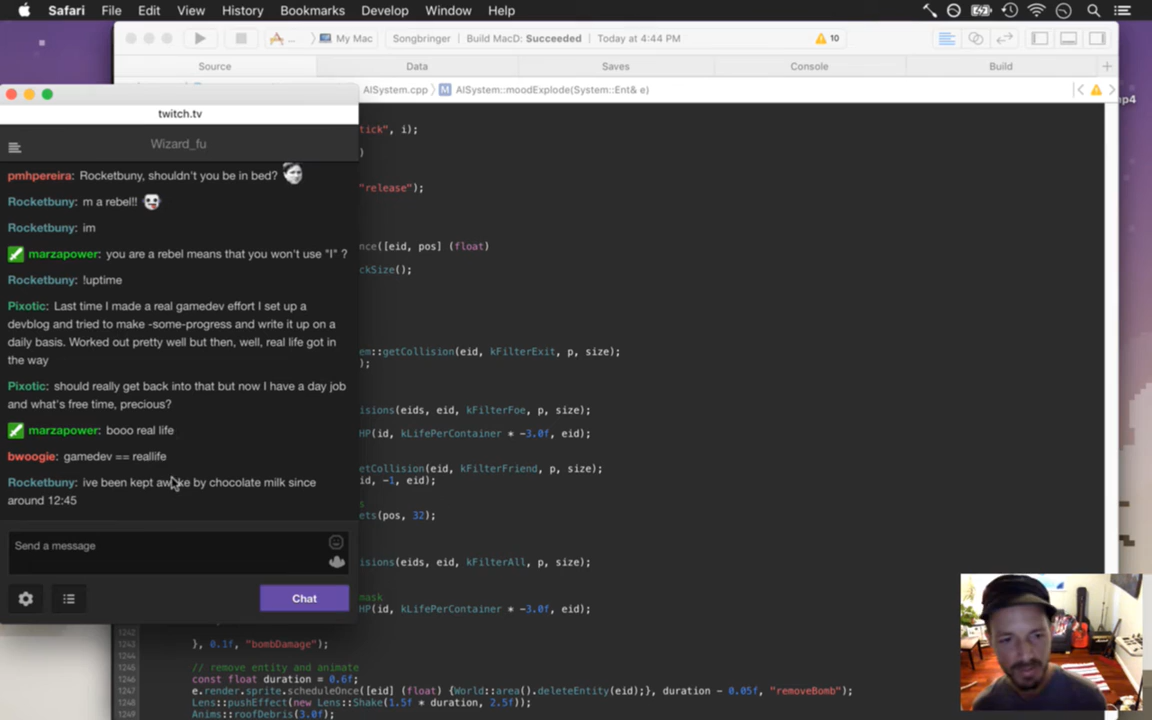 Safari File Edit View History Bookmarks Develop Window Help
My Mac Songbringer Build MacD: Succeeded Today at 4:44 PM 10
Source Data Saves Console Build
AISystem.cpp AISystem::moodExplode(System::Ent& e)
mp4
twitch.tv
Wizard_fu
pmhpereira: Rocketbuny, shouldn't you be in bed?
Rocketbuny: m a rebel!!
Rocketbuny: im
marzapower: you are a rebel means that you won't use "I" ?
Rocketbuny: !uptime
Pixotic: Last time I made a real gamedev effort I set up a
devblog and tried to make -some-progress and write it up on a
daily basis. Worked out pretty well but then, well, real life got in
the way
Pixotic: should really get back into that but now I have a day job
and what's free time, precious?
marzapower: booo real life
bwoogie: gamedev == reallife
Rocketbuny: ive been kept awake by chocolate milk since
around 12:45
Send a message
Chat
tick", i);
)
"release");
nce([eid, pos] (float)
ckSize();
em::getCollision(eid, kFilterExit, p, size);
);
isions(eids, eid, kFilterFoe, p, size);
HP(id, kLifePerContainer * -3.0f, eid);
etCollision(eid, kFilterFriend, p, size);
id, -1, eid);
s
ets(pos, 32);
isions(eids, eid, kFilterAll, p, size);
mask
HP(id, kLifePerContainer * -3.0f, eid);
1242
1243 }, 0.1f, "bombDamage");
1244
1245 // remove entity and animate
1246 const float duration = 0.6f;
1247 e.render.sprite.scheduleOnce([eid] (float) {World::area().deleteEntity(eid);}, duration - 0.05f, "removeBomb");
1248 Lens::pushEffect(new Lens::Shake(1.5f * duration, 2.5f));
1249 Anims::roofDebris(3.0f);